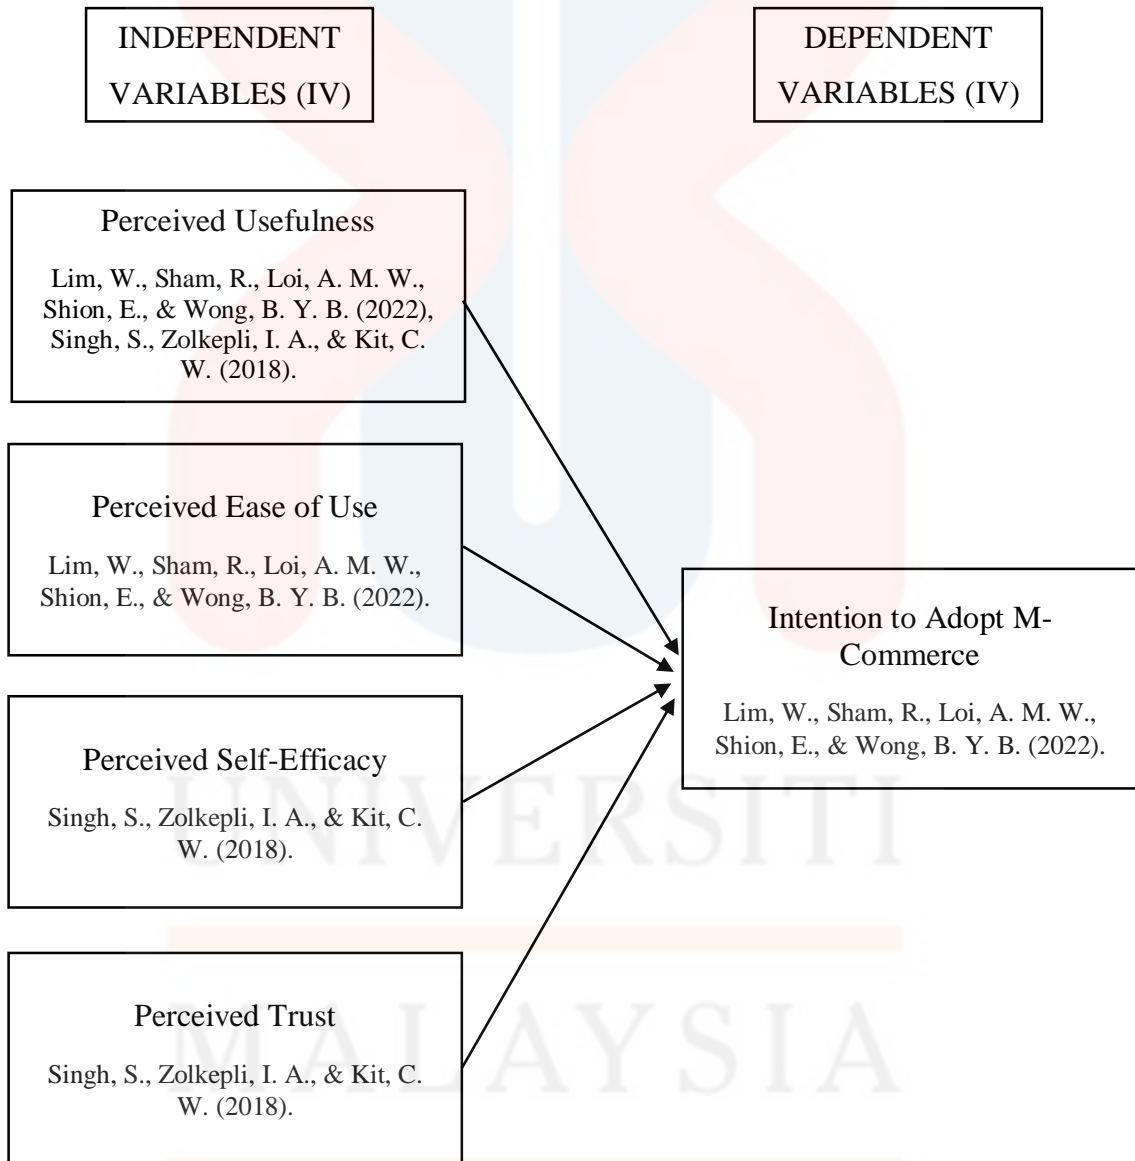 INDEPENDENT
VARIABLES (IV)
DEPENDENT
VARIABLES (IV)
Perceived Usefulness
Lim, W., Sham, R., Loi, A. M. W.,
Shion, E., & Wong, B. Y. B. (2022),
Singh, S., Zolkepli, I. A., & Kit, C.
W. (2018).
Perceived Ease of Use
Lim, W., Sham, R., Loi, A. M. W.,
Shion, E., & Wong, B. Y. B. (2022).
Perceived Self-Efficacy
Singh, S., Zolkepli, I. A., & Kit, C.
W. (2018).
Perceived Trust
Singh, S., Zolkepli, I. A., & Kit, C.
W. (2018).
Intention to Adopt M-
Commerce
Lim, W., Sham, R., Loi, A. M. W.,
Shion, E., & Wong, B. Y. B. (2022).
UNIVERSITI
MALAYSIA